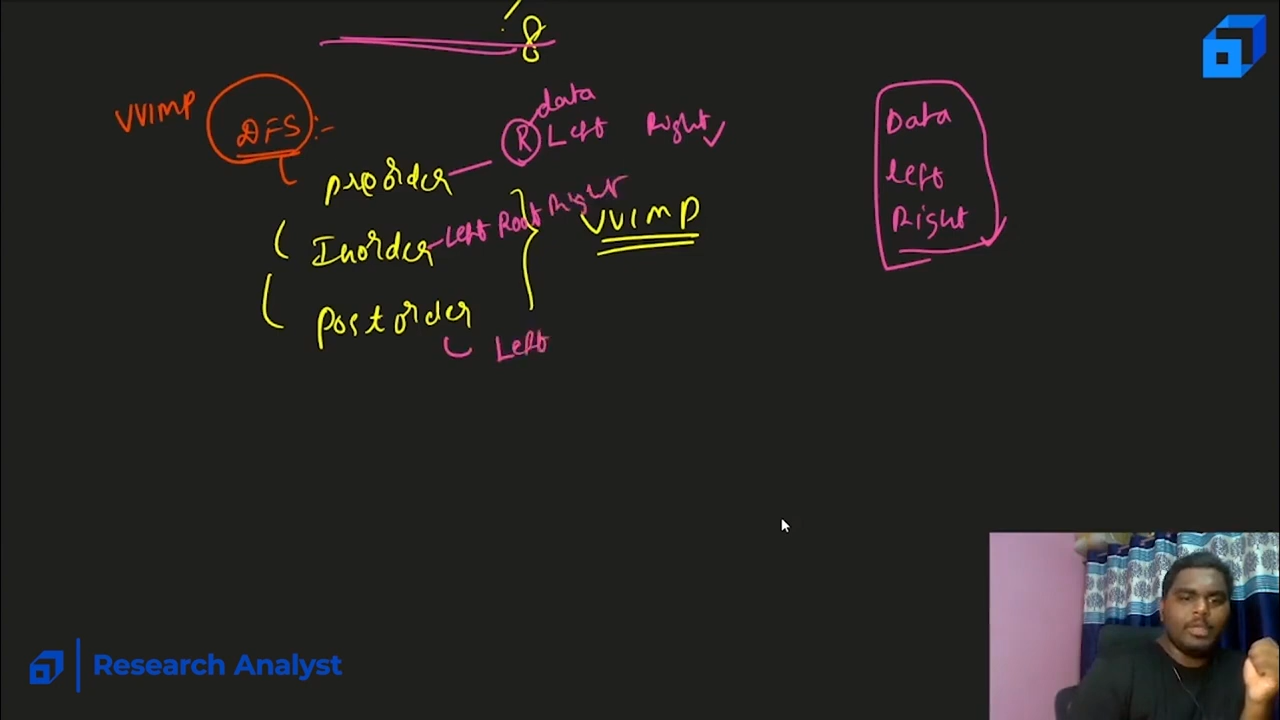 8
VVIMP
DFS:-
data
R Left Right
preorder
Left Root Right
Inorder
VVIMP
postorder
Left
Data
left
Right
Research Analyst